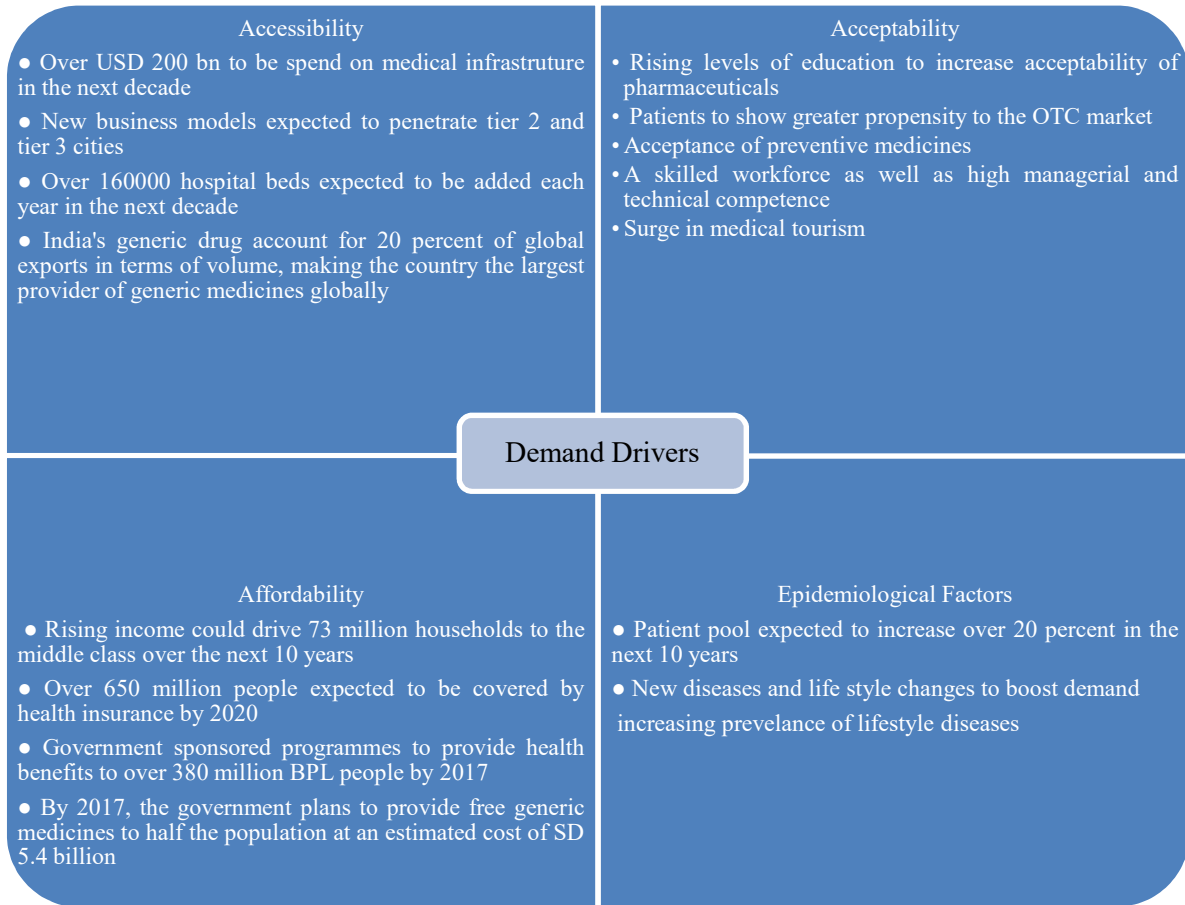 Accessibility
● Over USD 200 bn to be spend on medical infrastruture
in the next decade
● New business models expected to penetrate tier 2 and
tier 3 cities
● Over 160000 hospital beds expected to be added each
year in the next decade
● India's generic drug account for 20 percent of global
exports in terms of volume, making the country the largest
provider of generic medicines globally
Acceptability
• Rising levels of education to increase acceptability of
pharmaceuticals
• Patients to show greater propensity to the OTC market
• Acceptance of preventive medicines
• A skilled workforce as well as high managerial and
technical competence
• Surge in medical tourism
Demand Drivers
Affordability
● Rising income could drive 73 million households to the
middle class over the next 10 years
● Over 650 million people expected to be covered by
health insurance by 2020
● Government sponsored programmes to provide health
benefits to over 380 million BPL people by 2017
● By 2017, the government plans to provide free generic
medicines to half the population at an estimated cost of SD
5.4 billion
Epidemiological Factors
● Patient pool expected to increase over 20 percent in the
next 10 years
● New diseases and life style changes to boost demand
increasing prevelance of lifestyle diseases